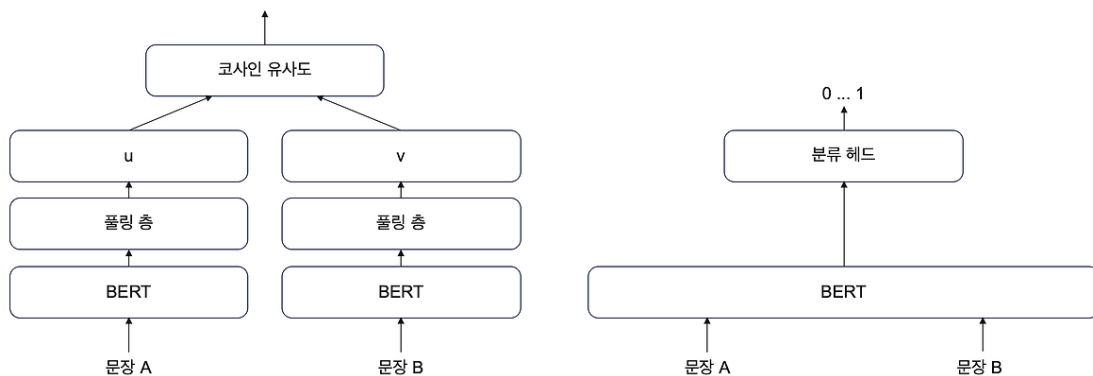 코사인 유사도
u
v
풀링 층
풀링 층
BERT
BERT
문장 A
문장 B
0 ... 1
분류 헤드
BERT
문장 A
문장 B